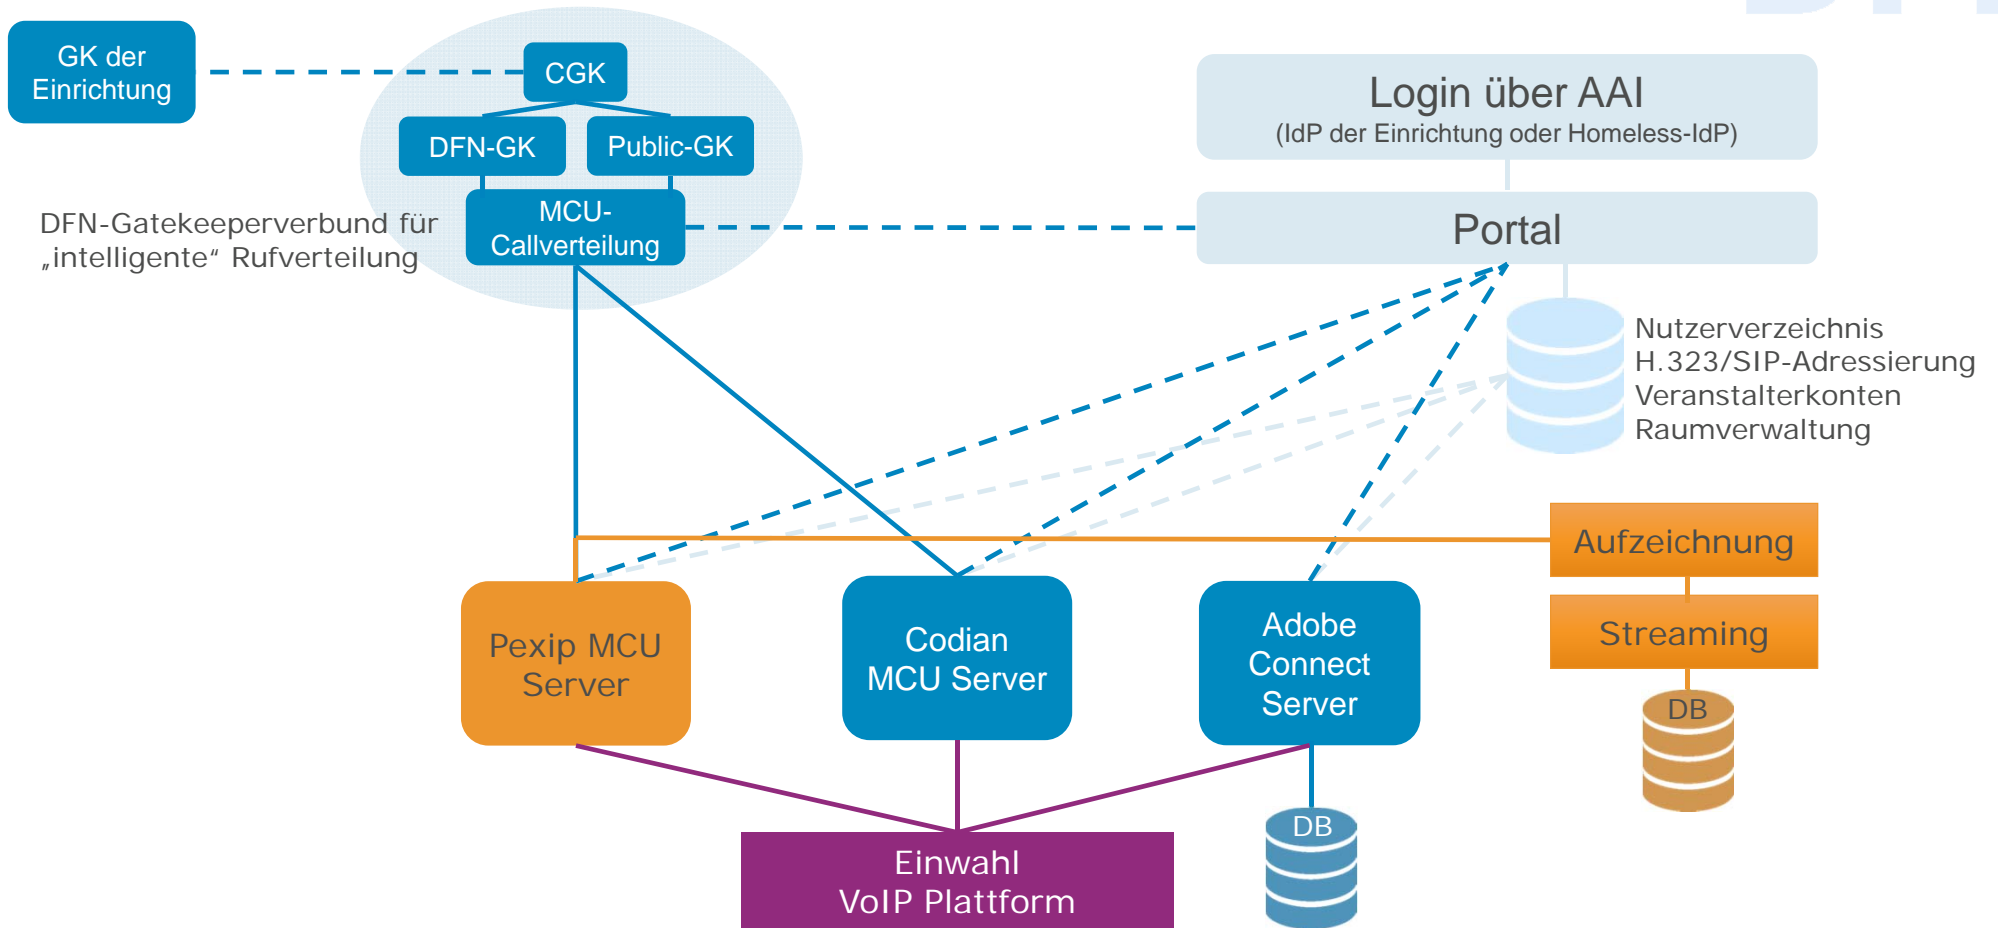 GK der
Einrichtung
CGK
DFN-GK
Public-GK
MCU-
Callverteilung
DFN-Gatekeeperverbund für
„intelligente“ Rufverteilung
Login über AAI
(IdP der Einrichtung oder Homeless-IdP)
Portal
Nutzerverzeichnis
H.323/SIP-Adressierung
Veranstalterkonten
Raumverwaltung
Aufzeichnung
Streaming
DB
Pexip MCU
Server
Codian
MCU Server
Adobe
Connect
Server
DB
Einwahl
VoIP Plattform